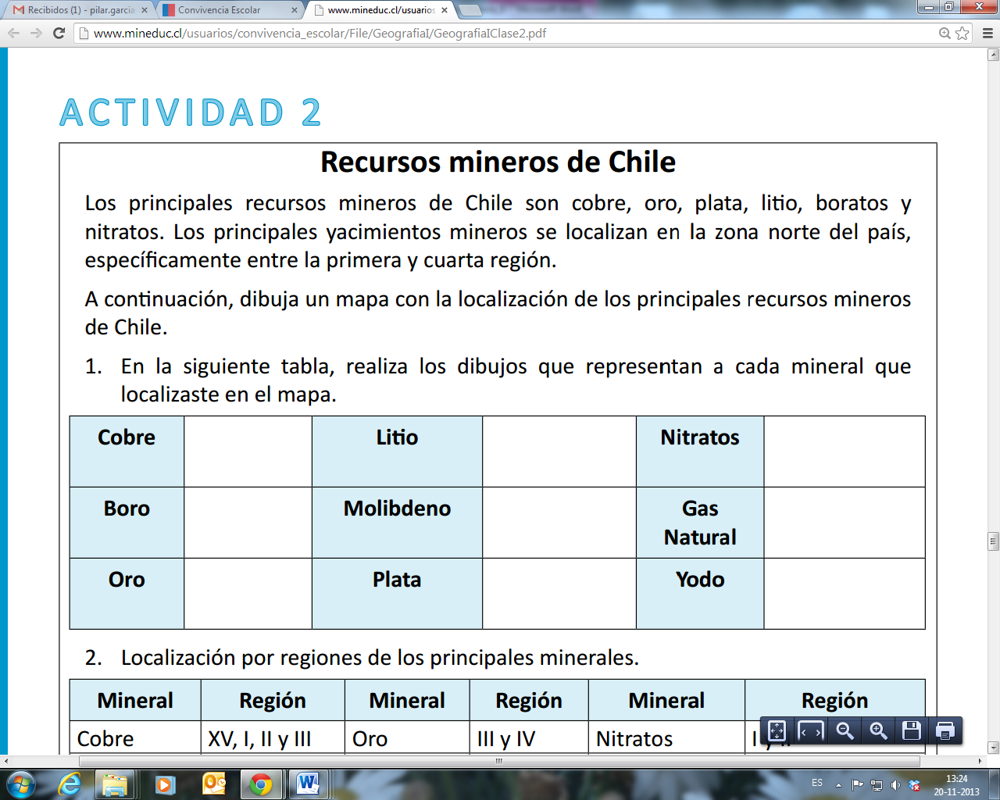 Recibidos (1) - pilar.garcia
Convivencia Escolar
www.mineduc.cl/usuarios
www.mineduc.cl/usuarios/convivencia_escolar/File/GeografiaI/GeografiaIClase2.pdf
ACTIVIDAD 2
Recursos mineros de Chile
Los principales recursos mineros de Chile son cobre, oro, plata, litio, boratos y
nitratos. Los principales yacimientos mineros se localizan en la zona norte del país,
específicamente entre la primera y cuarta región.
A continuación, dibuja un mapa con la localización de los principales recursos mineros
de Chile.
1. En la siguiente tabla, realiza los dibujos que representan a cada mineral que
localizaste en el mapa.
Cobre Litio Nitratos
Boro Molibdeno Gas
Natural
Oro Plata Yodo
2. Localización por regiones de los principales minerales.
Mineral Región Mineral Región Mineral Región
Cobre XV, I, II y III Oro III y IV Nitratos I y II
ES
13:24
20-11-2013